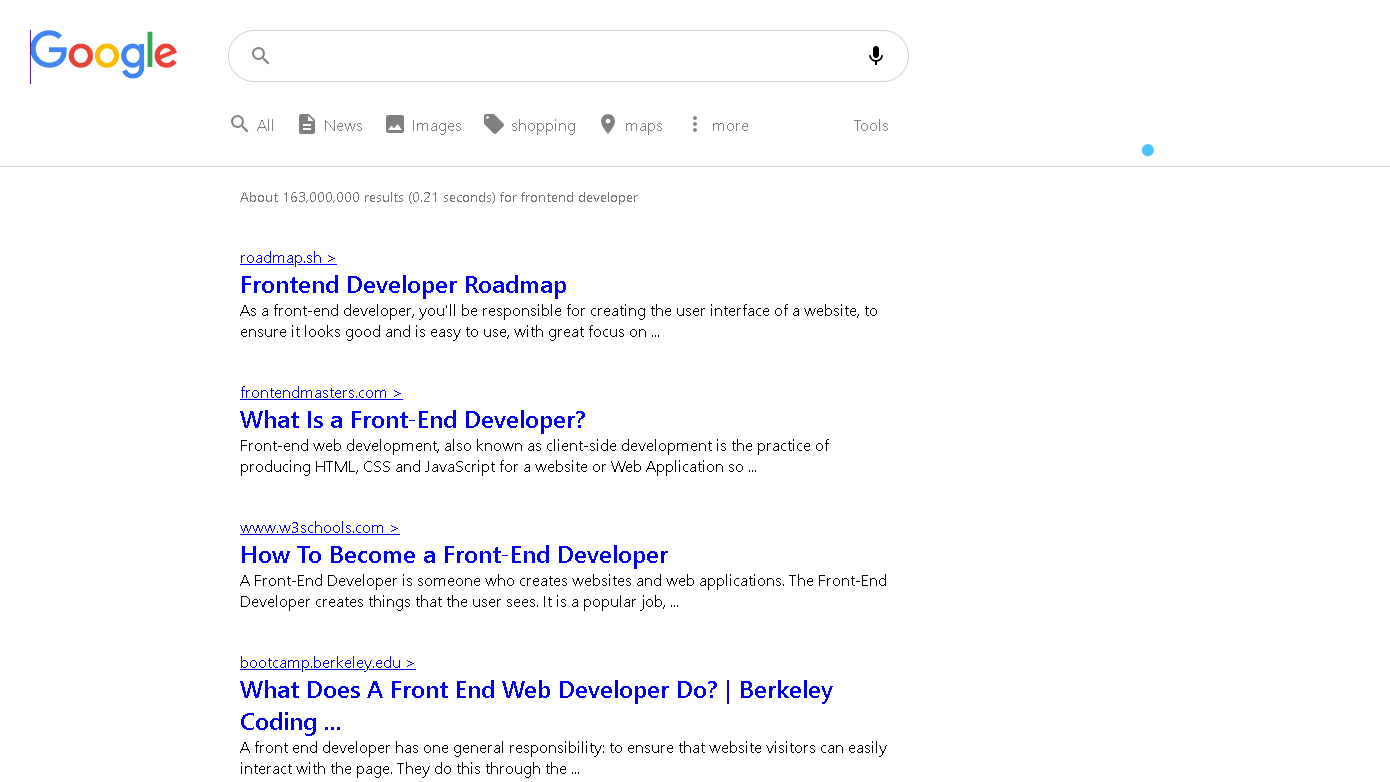 Google
All News Images shopping maps more Tools
About 163,000,000 results (0.21 seconds) for frontend developer
roadmap.sh >
Frontend Developer Roadmap
As a front-end developer, you'll be responsible for creating the user interface of a website, to
ensure it looks good and is easy to use, with great focus on ...
frontendmasters.com >
What Is a Front-End Developer?
Front-end web development, also known as client-side development is the practice of
producing HTML, CSS and JavaScript for a website or Web Application so ...
www.w3schools.com >
How To Become a Front-End Developer
A Front-End Developer is someone who creates websites and web applications. The Front-End
Developer creates things that the user sees. It is a popular job, ...
bootcamp.berkeley.edu >
What Does A Front End Web Developer Do? | Berkeley
Coding ...
A front end developer has one general responsibility: to ensure that website visitors can easily
interact with the page. They do this through the ...